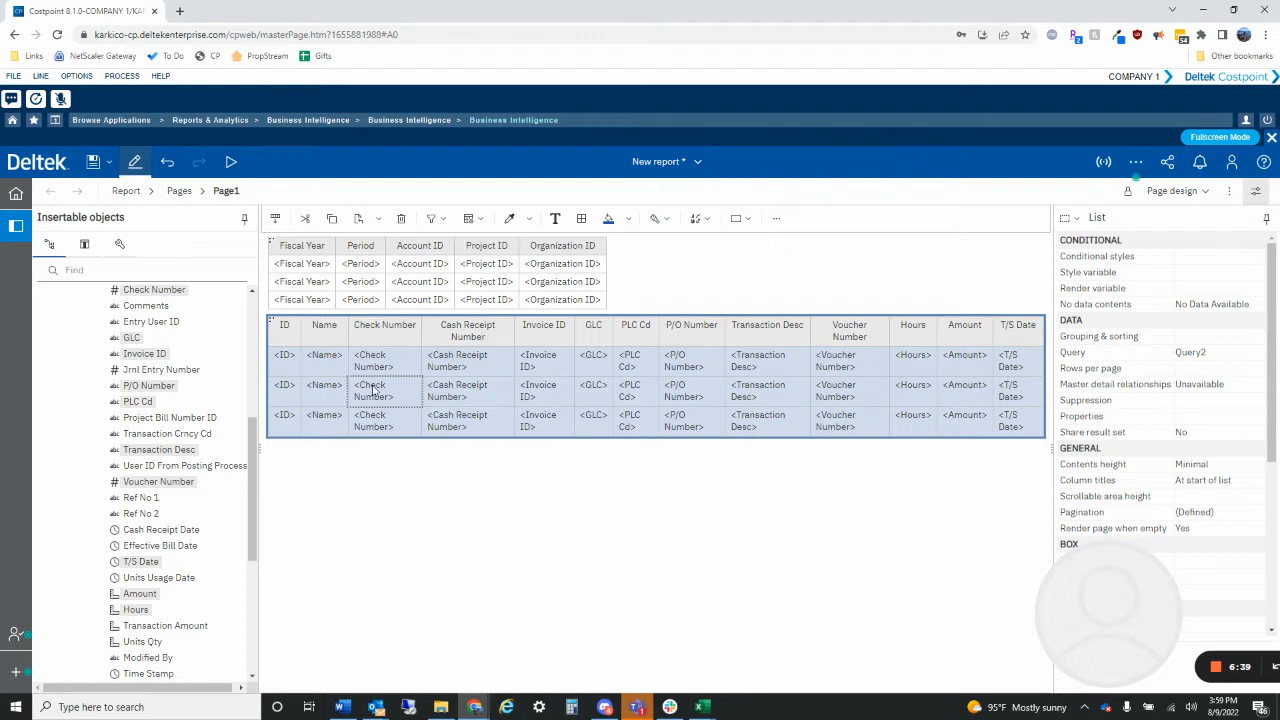 Costpoint 8.1.0-COMPANY 1/KAR
karkico-cp.deltekenterprise.com/cpweb/masterPage.htm?1655881988#A0
Links NetScaler Gateway To Do CP PropStream Gifts Other bookmarks
FILE LINE OPTIONS PROCESS HELP COMPANY 1 Deltek Costpoint
Browse Applications > Reports & Analytics > Business Intelligence > Business Intelligence > Business Intelligence
Fullscreen Mode
Deltek New report *
Report > Pages > Page1 Page design
Insertable objects
Find
Check Number
Comments
Entry User ID
GLC
Invoice ID
Jrnl Entry Number
P/O Number
PLC Cd
Project Bill Number ID
Transaction Crncy Cd
Transaction Desc
User ID From Posting Process
Voucher Number
Ref No 1
Ref No 2
Cash Receipt Date
Effective Bill Date
T/S Date
Units Usage Date
Amount
Hours
Transaction Amount
Units Qty
Modified By
Time Stamp
Fiscal Year Period Account ID Project ID Organization ID
<Fiscal Year> <Period> <Account ID> <Project ID> <Organization ID>
<Fiscal Year> <Period> <Account ID> <Project ID> <Organization ID>
<Fiscal Year> <Period> <Account ID> <Project ID> <Organization ID>
ID Name Check Number Cash Receipt Number Invoice ID GLC PLC Cd P/O Number Transaction Desc Voucher Number Hours Amount T/S Date
<ID> <Name> <Check Number> <Cash Receipt Number> <Invoice ID> <GLC> <PLC Cd> <P/O Number> <Transaction Desc> <Voucher Number> <Hours> <Amount> <T/S Date>
<ID> <Name> <Check Number> <Cash Receipt Number> <Invoice ID> <GLC> <PLC Cd> <P/O Number> <Transaction Desc> <Voucher Number> <Hours> <Amount> <T/S Date>
<ID> <Name> <Check Number> <Cash Receipt Number> <Invoice ID> <GLC> <PLC Cd> <P/O Number> <Transaction Desc> <Voucher Number> <Hours> <Amount> <T/S Date>
List
CONDITIONAL
Conditional styles
Style variable
Render variable
No data contents No Data Available
DATA
Grouping & sorting
Query Query2
Rows per page
Master detail relationships Unavailable
Suppression
Properties
Share result set No
GENERAL
Contents height Minimal
Column titles At start of list
Scrollable area height
Pagination (Defined)
Render page when empty Yes
BOX
6:39
Type here to search
95°F Mostly sunny
3:59 PM
8/9/2022
46